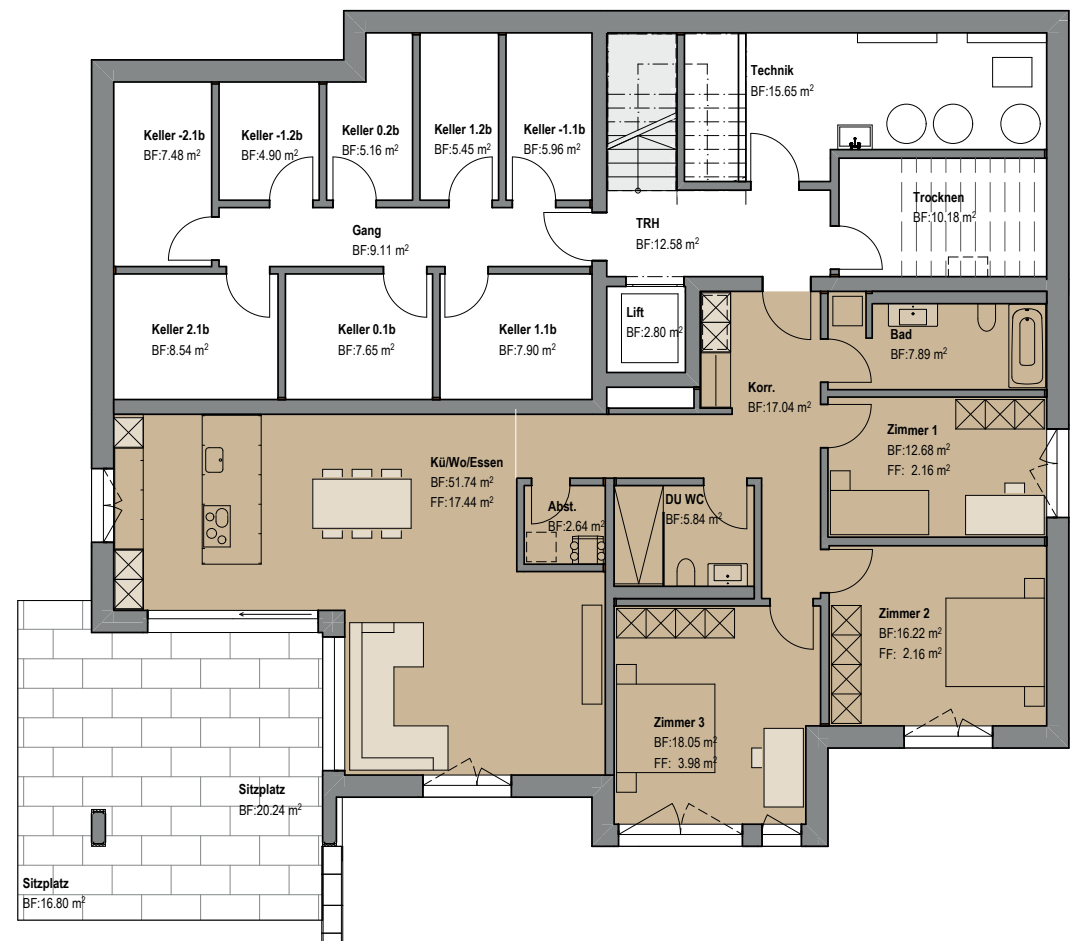 Technik
BF:15.65 m²
Keller -2.1b
BF:7.48 m²
Keller -1.2b
BF:4.90 m²
Keller 0.2b
BF:5.16 m²
Keller 1.2b
BF:5.45 m²
Keller -1.1b
BF:5.96 m²
Trocknen
BF:10.18 m²
Gang
BF:9.11 m²
TRH
BF:12.58 m²
Keller 2.1b
BF:8.54 m²
Keller 0.1b
BF:7.65 m²
Keller 1.1b
BF:7.90 m²
Lift
BF:2.80 m²
Bad
BF:7.89 m²
Korr.
BF:17.04 m²
Zimmer 1
BF:12.68 m²
FF: 2.16 m²
Kü/Wo/Essen
BF:51.74 m²
FF:17.44 m²
Abst.
BF:2.64 m²
DU WC
BF:5.84 m²
Zimmer 2
BF:16.22 m²
FF: 2.16 m²
Zimmer 3
BF:18.05 m²
FF: 3.98 m²
Sitzplatz
BF:20.24 m²
Sitzplatz
BF:16.80 m²